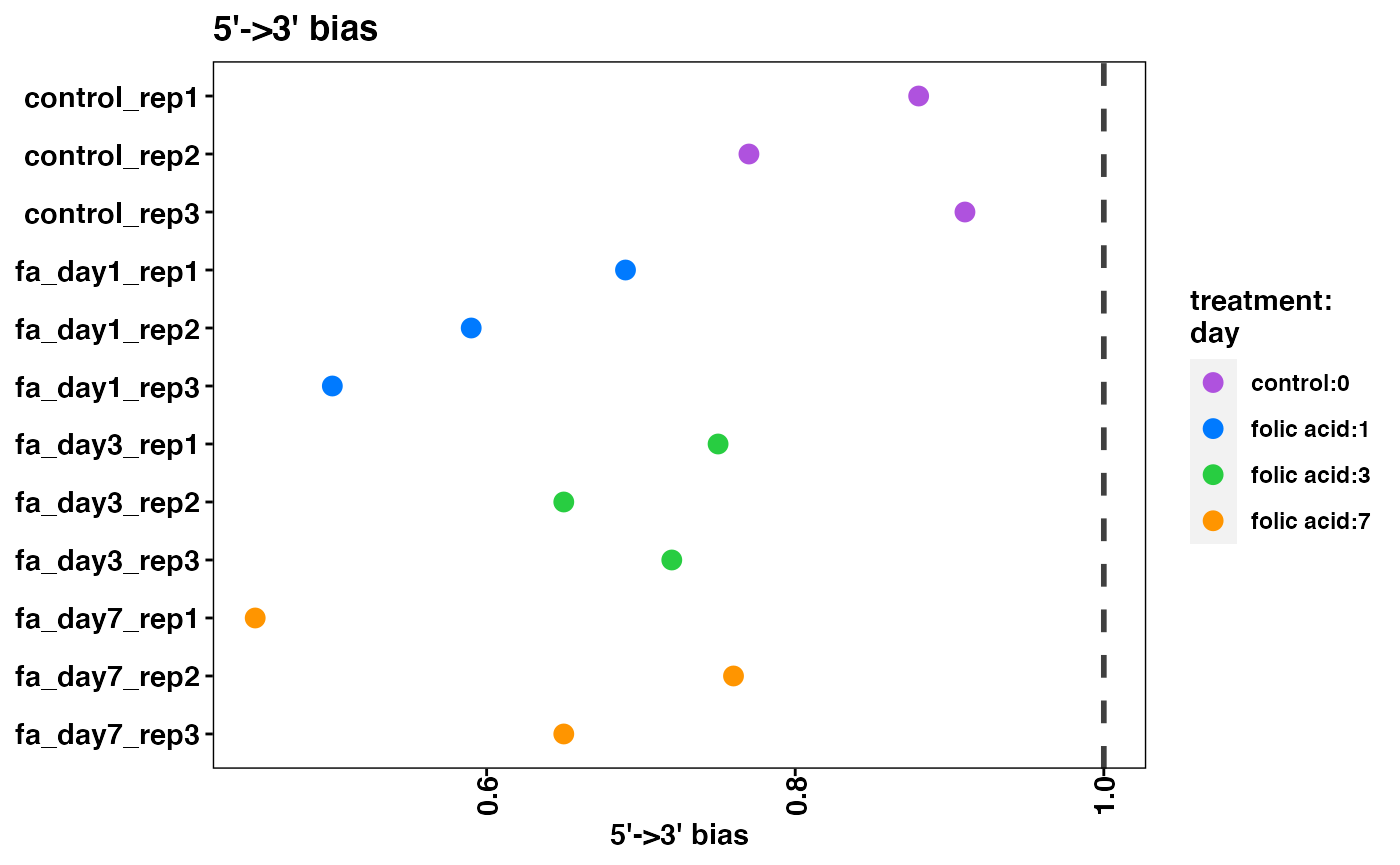 5'->3' bias
control_rep1
control_rep2
control_rep3
fa_day1_rep1
fa_day1_rep2
fa_day1_rep3
fa_day3_rep1
fa_day3_rep2
fa_day3_rep3
fa_day7_rep1
fa_day7_rep2
fa_day7_rep3
0.6
0.8
1.0
5'->3' bias
treatment:
day
control:0
folic acid:1
folic acid:3
folic acid:7